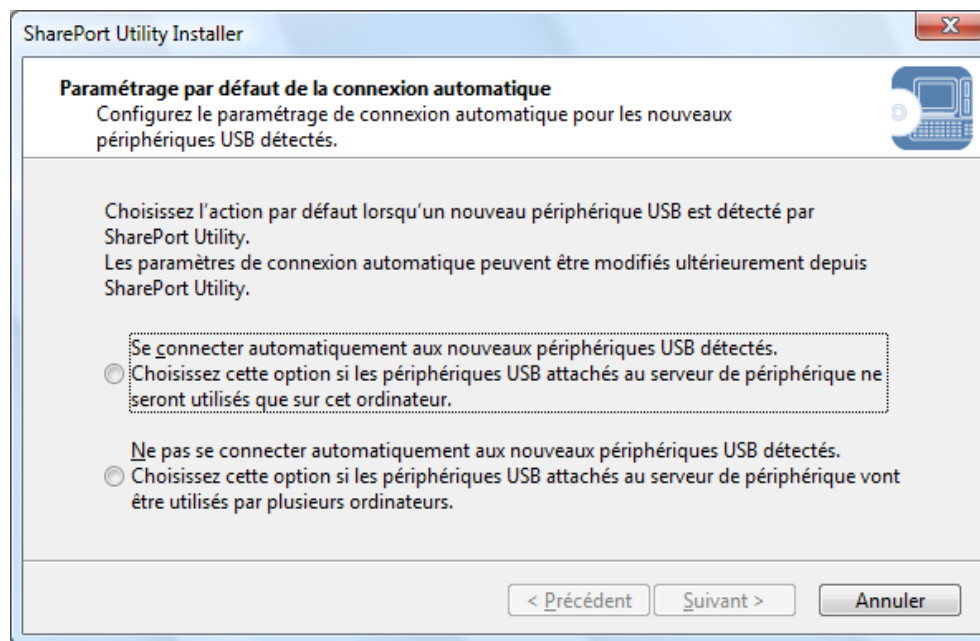 SharePort Utility Installer
Paramétrage par défaut de la connexion automatique
Configurez le paramétrage de connexion automatique pour les nouveaux
périphériques USB détectés.
Choisissez l'action par défaut lorsqu'un nouveau périphérique USB est détecté par
SharePort Utility.
Les paramètres de connexion automatique peuvent être modifiés ultérieurement depuis
SharePort Utility.
Se connecter automatiquement aux nouveaux périphériques USB détectés.
Choisissez cette option si les périphériques USB attachés au serveur de périphérique ne
seront utilisés que sur cet ordinateur.
Ne pas se connecter automatiquement aux nouveaux périphériques USB détectés.
Choisissez cette option si les périphériques USB attachés au serveur de périphérique vont
être utilisés par plusieurs ordinateurs.
< Précédent Suivant > Annuler